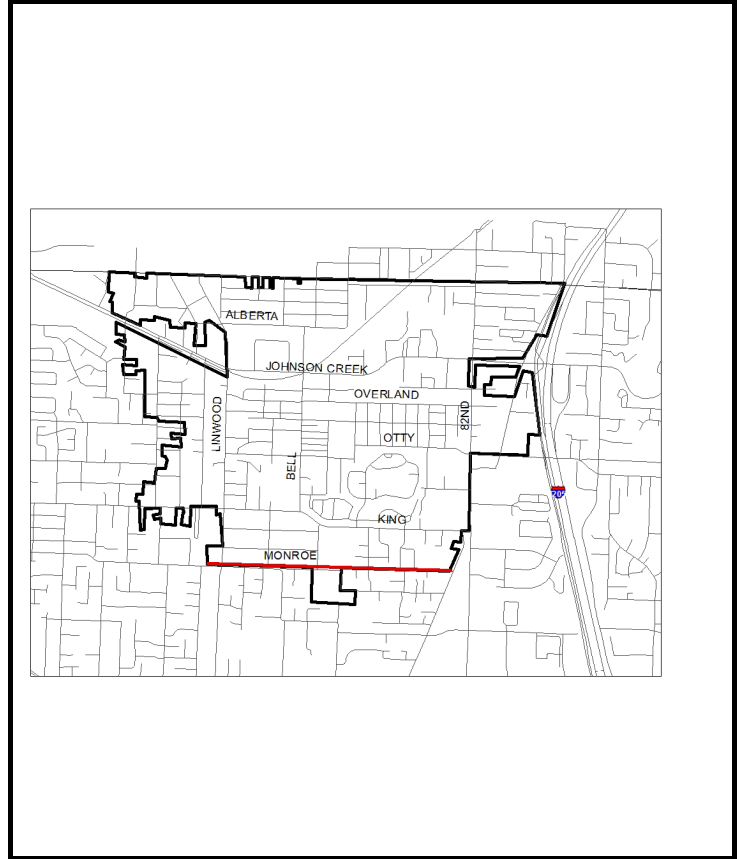 ALBERTA
JOHNSON CREEK
OVERLAND
LINWOOD
82ND
OTTY
BELL
205
KING
MONROE